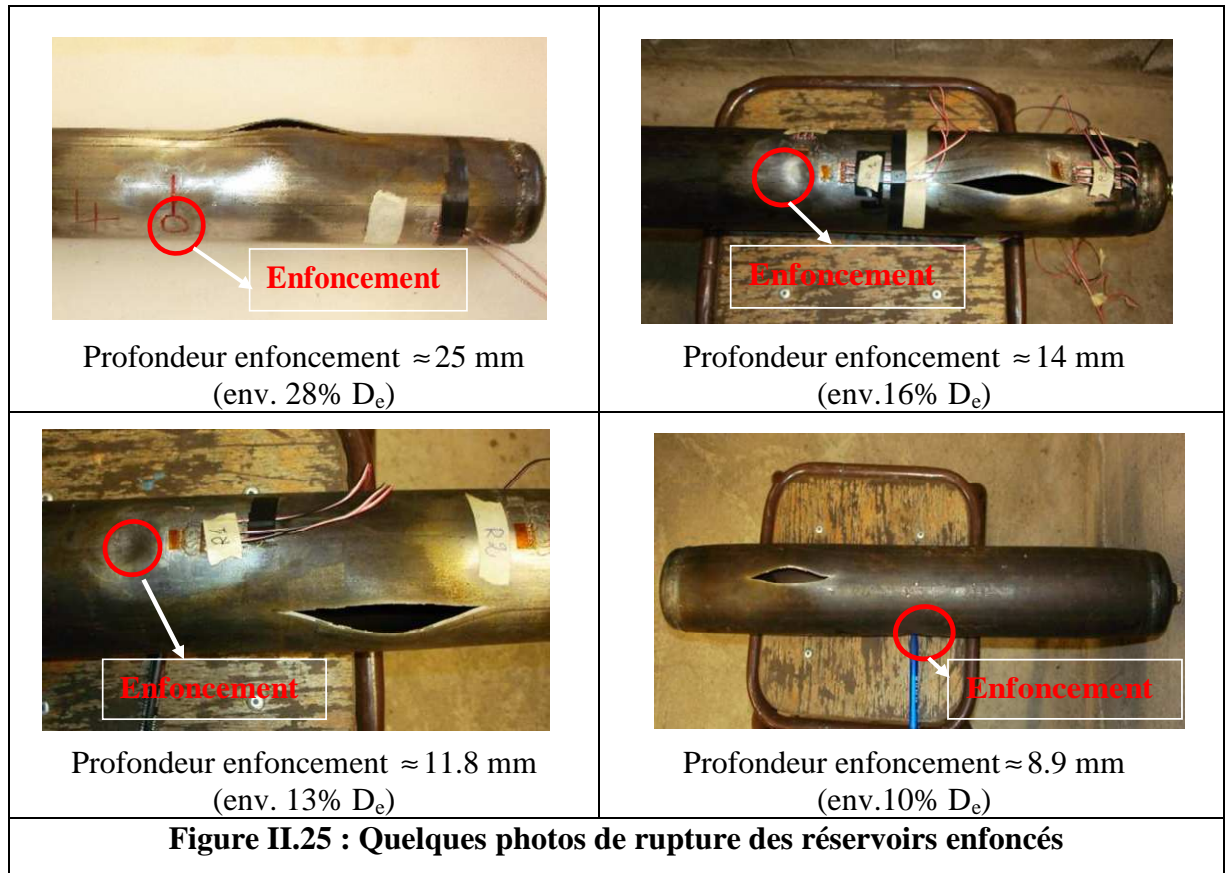 4
Enfoncement
Profondeur enfoncement ≈ 25 mm
(env. 28% Dₑ)
Enfoncement
Profondeur enfoncement ≈ 14 mm
(env.16% Dₑ)
R2
Enfoncement
Profondeur enfoncement ≈ 11.8 mm
(env. 13% Dₑ)
Enfoncement
Profondeur enfoncement ≈ 8.9 mm
(env.10% Dₑ)
Figure II.25 : Quelques photos de rupture des réservoirs enfoncés